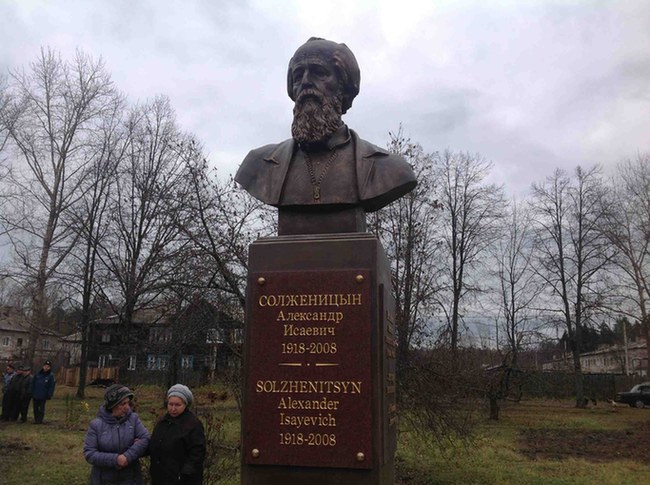 СОЛЖЕНИЦЫН
Александр
Исаевич
1918-2008
SOLZHENITSYN
Alexander
Isayevich
1918-2008